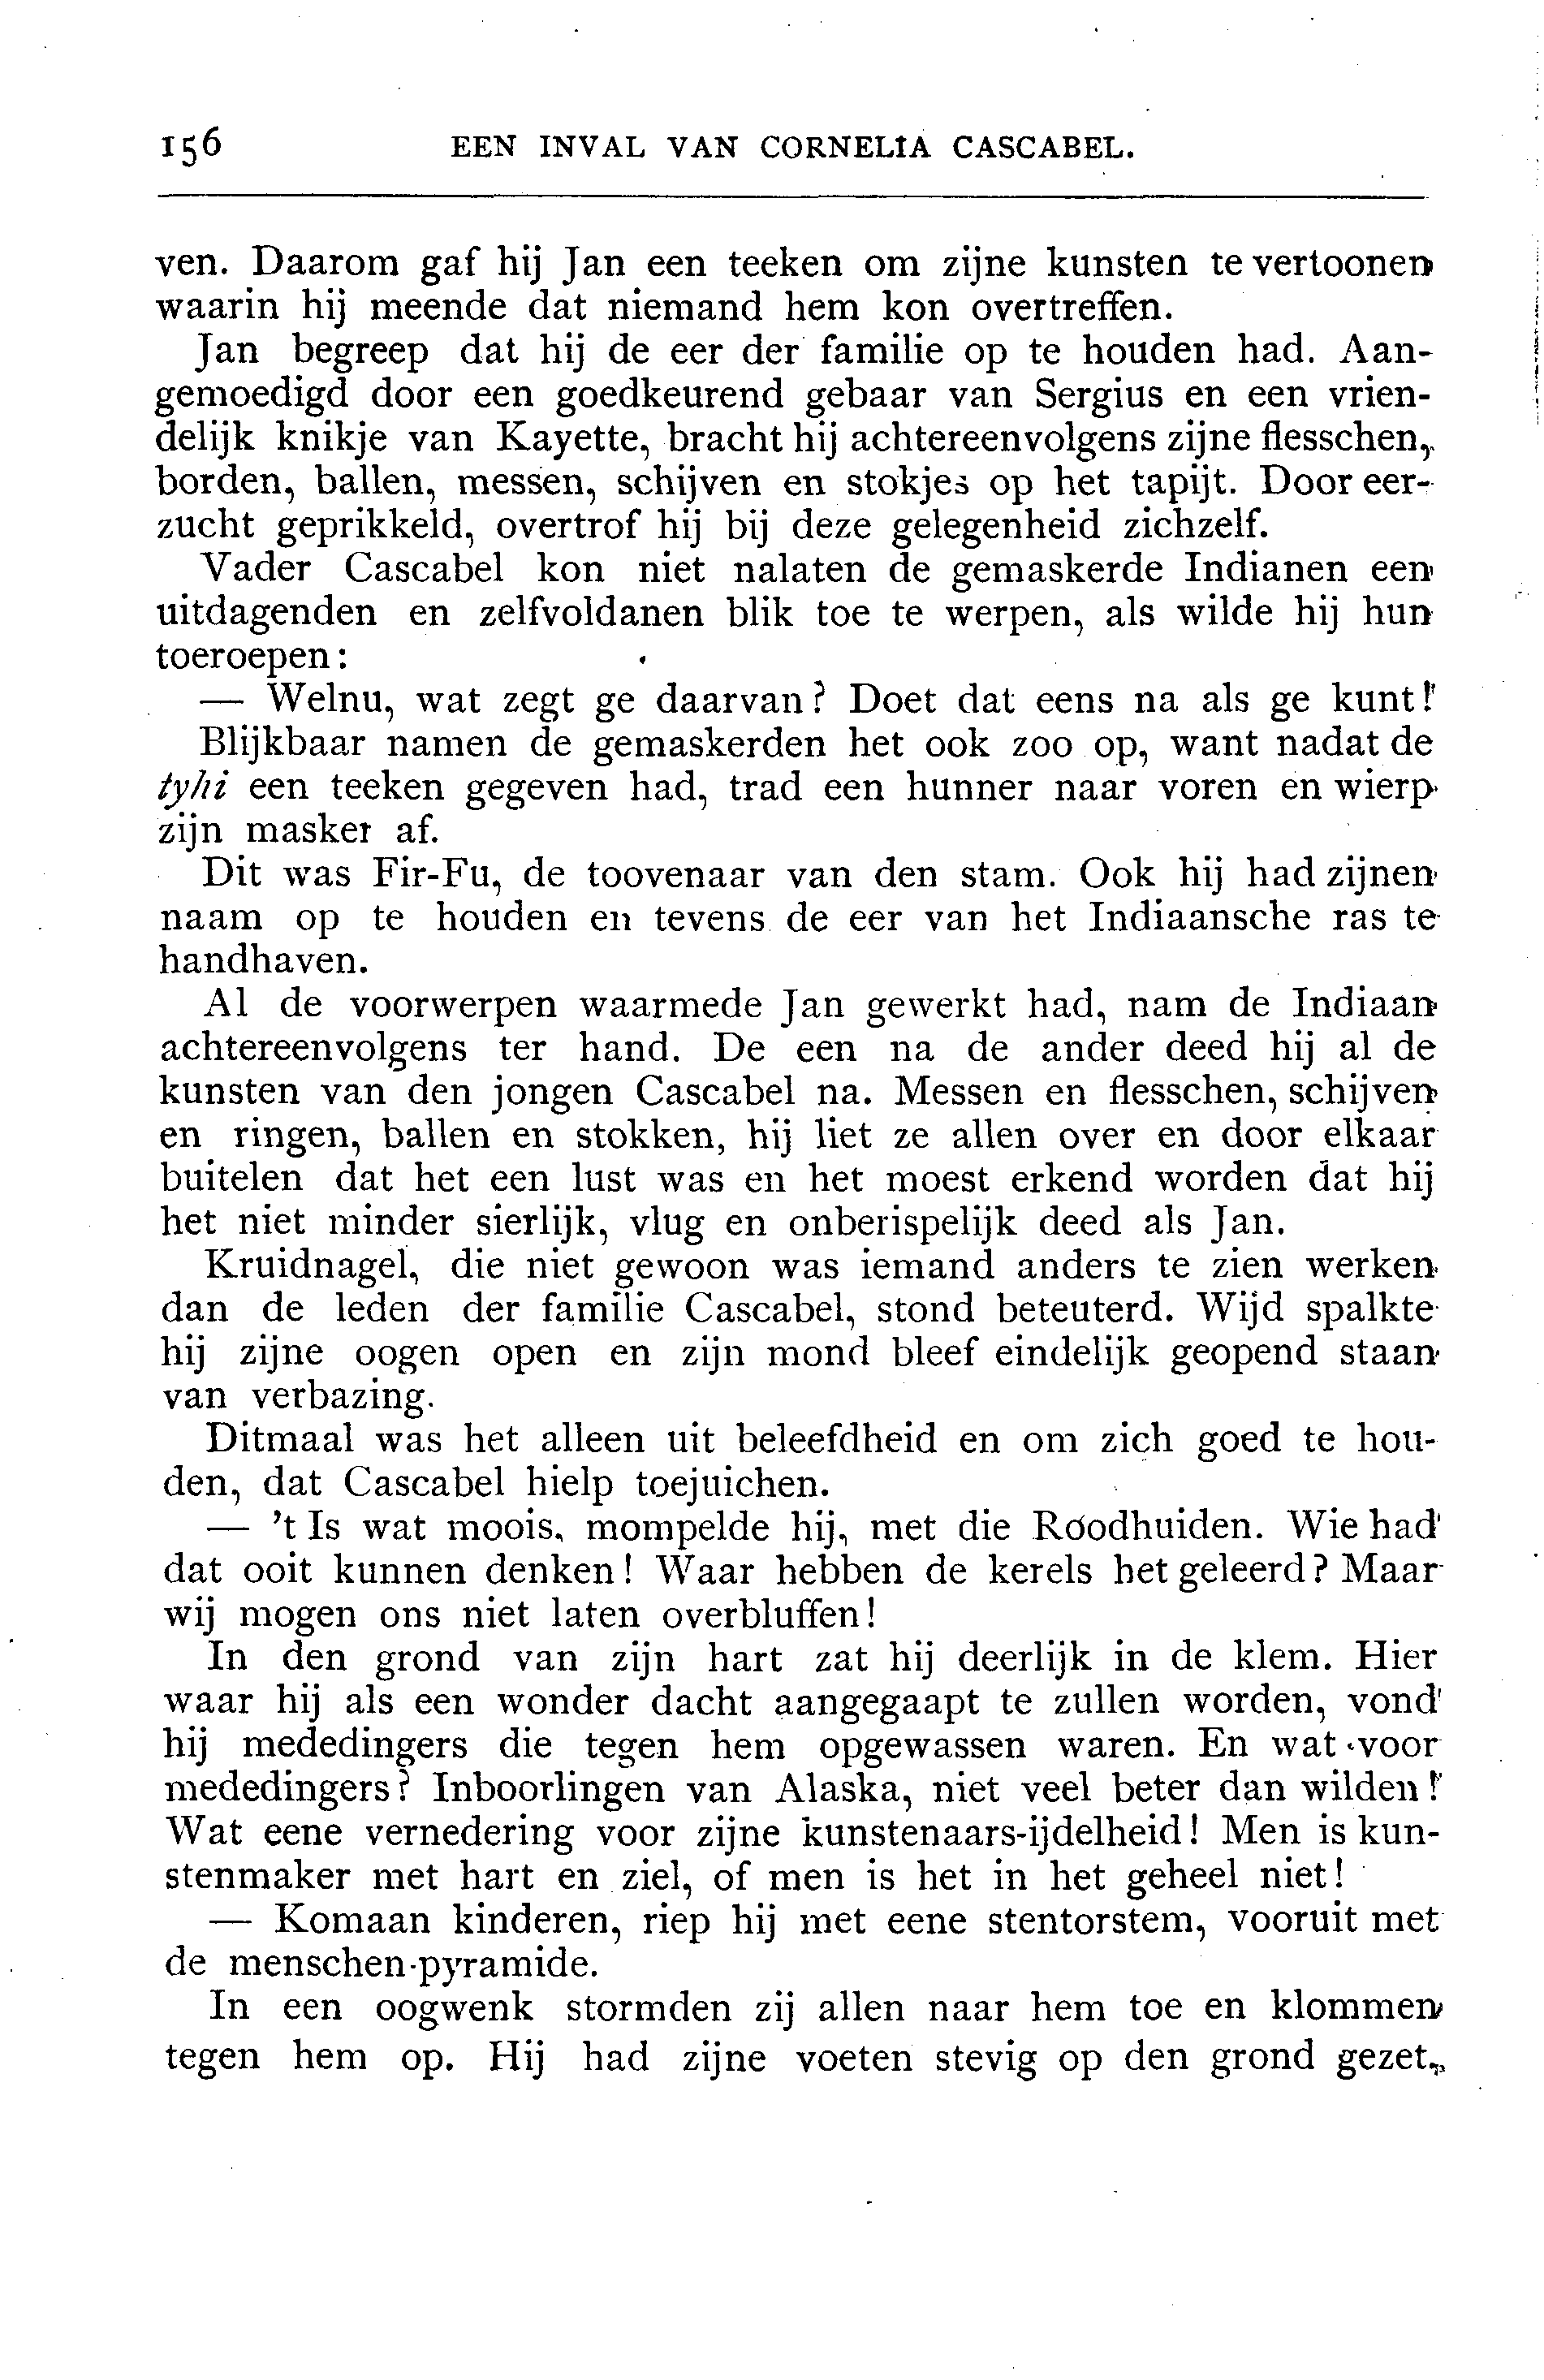 156 EEN INVAL VAN CORNELIA CASCABEL.
ven. Daarom gaf hij Jan een teeken om zijne kunsten te vertoonen
waarin hij meende dat niemand hem kon overtreffen.
Jan begreep dat hij de eer der familie op te houden had. Aan-
gemoedigd door een goedkeurend gebaar van Sergius en een vrien-
delijk knikje van Kayette, bracht hij achtereenvolgens zijne flesschen,
borden, ballen, messen, schijven en stokjes op het tapijt. Door eer-
zucht geprikkeld, overtrof hij bij deze gelegenheid zichzelf.
Vader Cascabel kon niet nalaten de gemaskerde Indianen een
uitdagenden en zelfvoldanen blik toe te werpen, als wilde hij hun
toeroepen:
— Welnu, wat zegt ge daarvan? Doet dat eens na als ge kunt!
Blijkbaar namen de gemaskerden het ook zoo op, want nadat de
tyhi een teeken gegeven had, trad een hunner naar voren en wierp
zijn masker af.
Dit was Fir-Fu, de toovenaar van den stam. Ook hij had zijnen
naam op te houden en tevens de eer van het Indiaansche ras te
handhaven.
Al de voorwerpen waarmede Jan gewerkt had, nam de Indiaan
achtereenvolgens ter hand. De een na de ander deed hij al de
kunsten van den jongen Cascabel na. Messen en flesschen, schijven
en ringen, ballen en stokken, hij liet ze allen over en door elkaar
buitelen dat het een lust was en het moest erkend worden dat hij
het niet minder sierlijk, vlug en onberispelijk deed als Jan.
Kruidnagel, die niet gewoon was iemand anders te zien werken
dan de leden der familie Cascabel, stond beteuterd. Wijd spalkte
hij zijne oogen open en zijn mond bleef eindelijk geopend staan
van verbazing.
Ditmaal was het alleen uit beleefdheid en om zich goed te hou-
den, dat Cascabel hielp toejuichen.
— 't Is wat moois, mompelde hij, met die Roodhuiden. Wie had
dat ooit kunnen denken! Waar hebben de kerels het geleerd? Maar
wij mogen ons niet laten overbluffen!
In den grond van zijn hart zat hij deerlijk in de klem. Hier
waar hij als een wonder dacht aangegaapt te zullen worden, vond
hij mededingers die tegen hem opgewassen waren. En wat voor
mededingers? Inboorlingen van Alaska, niet veel beter dan wilden!
Wat eene vernedering voor zijne kunstenaars-ijdelheid! Men is kun-
stenmaker met hart en ziel, of men is het in het geheel niet!
— Komaan kinderen, riep hij met eene stentorstem, vooruit met
de menschen-pyramide.
In een oogwenk stormden zij allen naar hem toe en klommen
tegen hem op. Hij had zijne voeten stevig op den grond gezet,